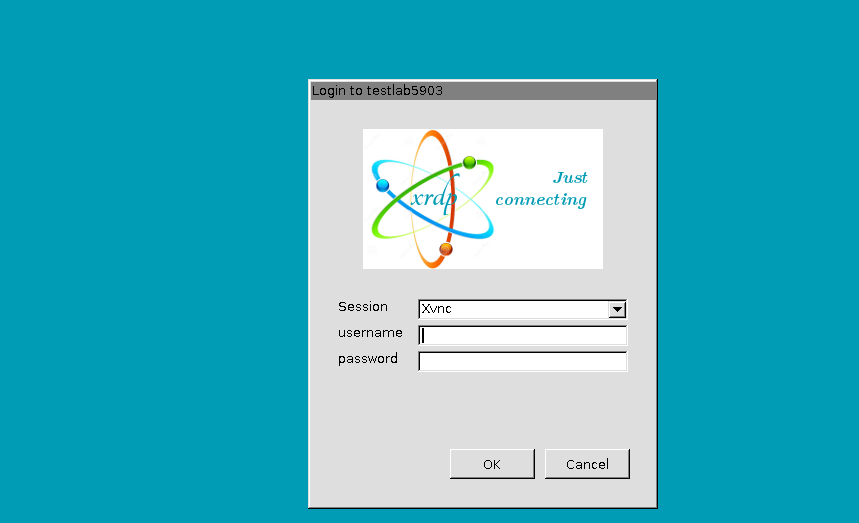 Login to testlab5903
xrdp
Just
connecting
Session
Xvnc
username
password
OK
Cancel